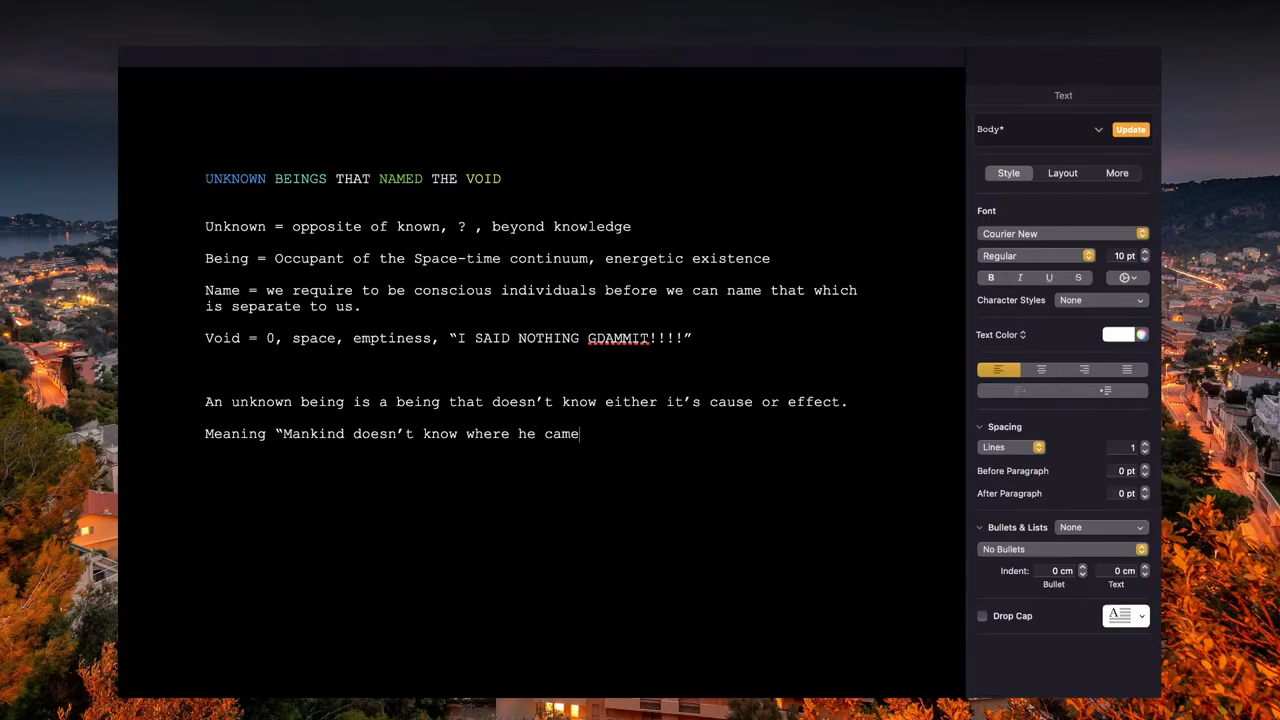 UNKNOWN BEINGS THAT NAMED THE VOID
Unknown = opposite of known, ? , beyond knowledge
Being = Occupant of the Space-time continuum, energetic existence
Name = we require to be conscious individuals before we can name that which
is separate to us.
Void = 0, space, emptiness, “I SAID NOTHING GDAMMIT!!!!”
An unknown being is a being that doesn’t know either it’s cause or effect.
Meaning “Mankind doesn’t know where he came
Text
Body*
Update
Style Layout More
Font
Courier New
Regular 10 pt
B I U S
Character Styles None
Text Color
Spacing
Lines 1
Before Paragraph 0 pt
After Paragraph 0 pt
Bullets & Lists None
No Bullets
Indent: 0 cm 0 cm
Bullet Text
Drop Cap A